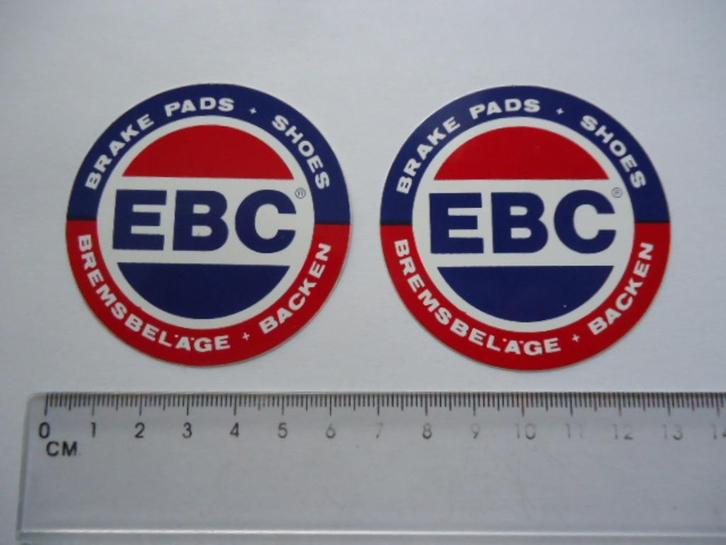 BRAKE PADS + SHOES
EBC®
BREMSBELÄGE + BACKEN
BRAKE PADS + SHOES
EBC®
BREMSBELÄGE + BACKEN
0 1 2 3 4 5 6 7 8 9 10 11 12 13
CM